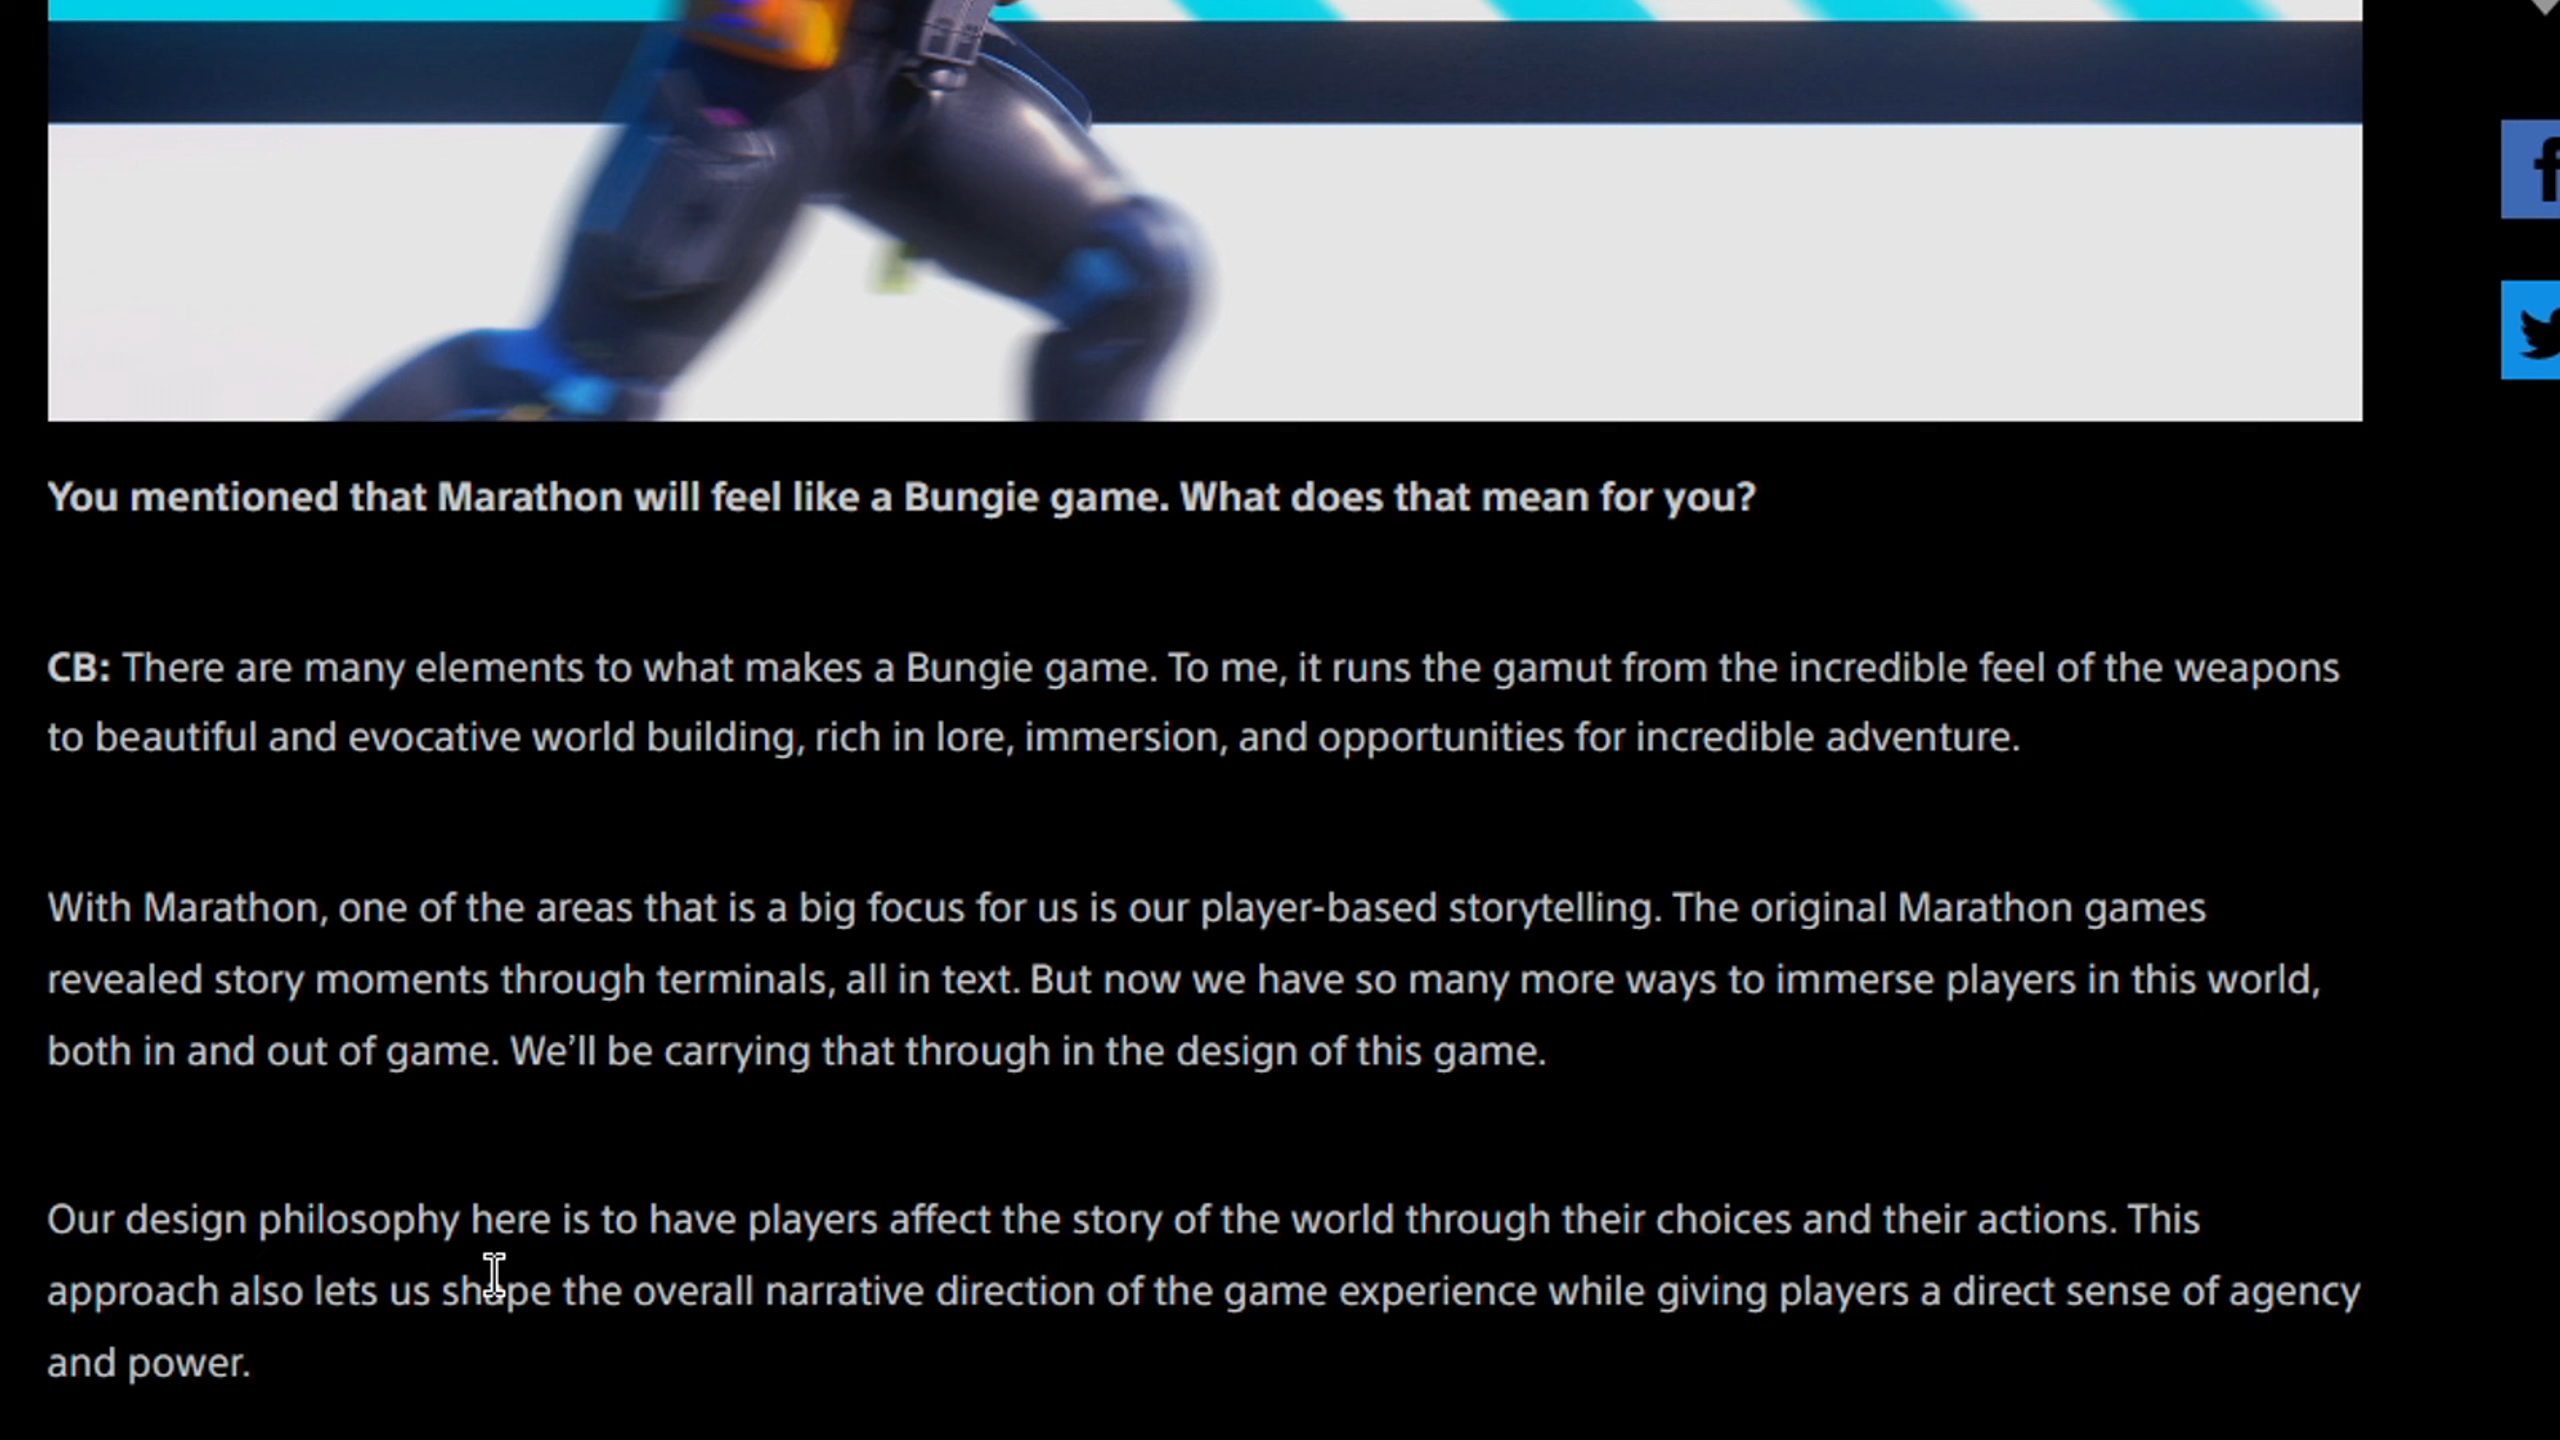 You mentioned that Marathon will feel like a Bungie game. What does that mean for you?
CB: There are many elements to what makes a Bungie game. To me, it runs the gamut from the incredible feel of the weapons
to beautiful and evocative world building, rich in lore, immersion, and opportunities for incredible adventure.
With Marathon, one of the areas that is a big focus for us is our player-based storytelling. The original Marathon games
revealed story moments through terminals, all in text. But now we have so many more ways to immerse players in this world,
both in and out of game. We’ll be carrying that through in the design of this game.
Our design philosophy here is to have players affect the story of the world through their choices and their actions. This
approach also lets us shape the overall narrative direction of the game experience while giving players a direct sense of agency
and power.